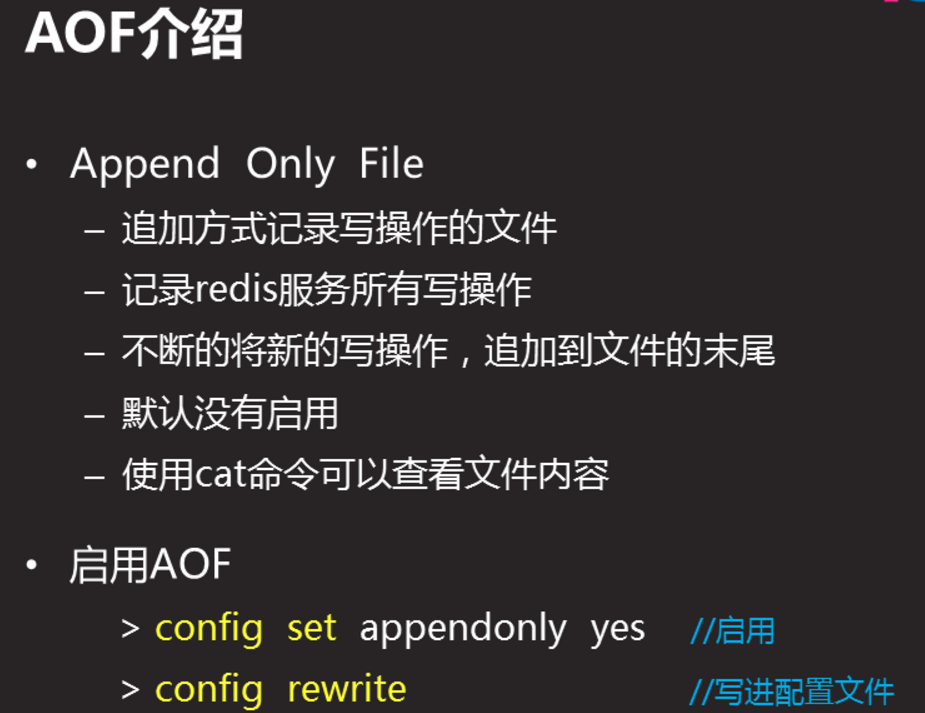 AOF介绍
• Append Only File
– 追加方式记录写操作的文件
– 记录redis服务所有写操作
– 不断的将新的写操作，追加到文件的末尾
– 默认没有启用
– 使用cat命令可以查看文件内容
• 启用AOF
> config set appendonly yes //启用
> config rewrite //写进配置文件